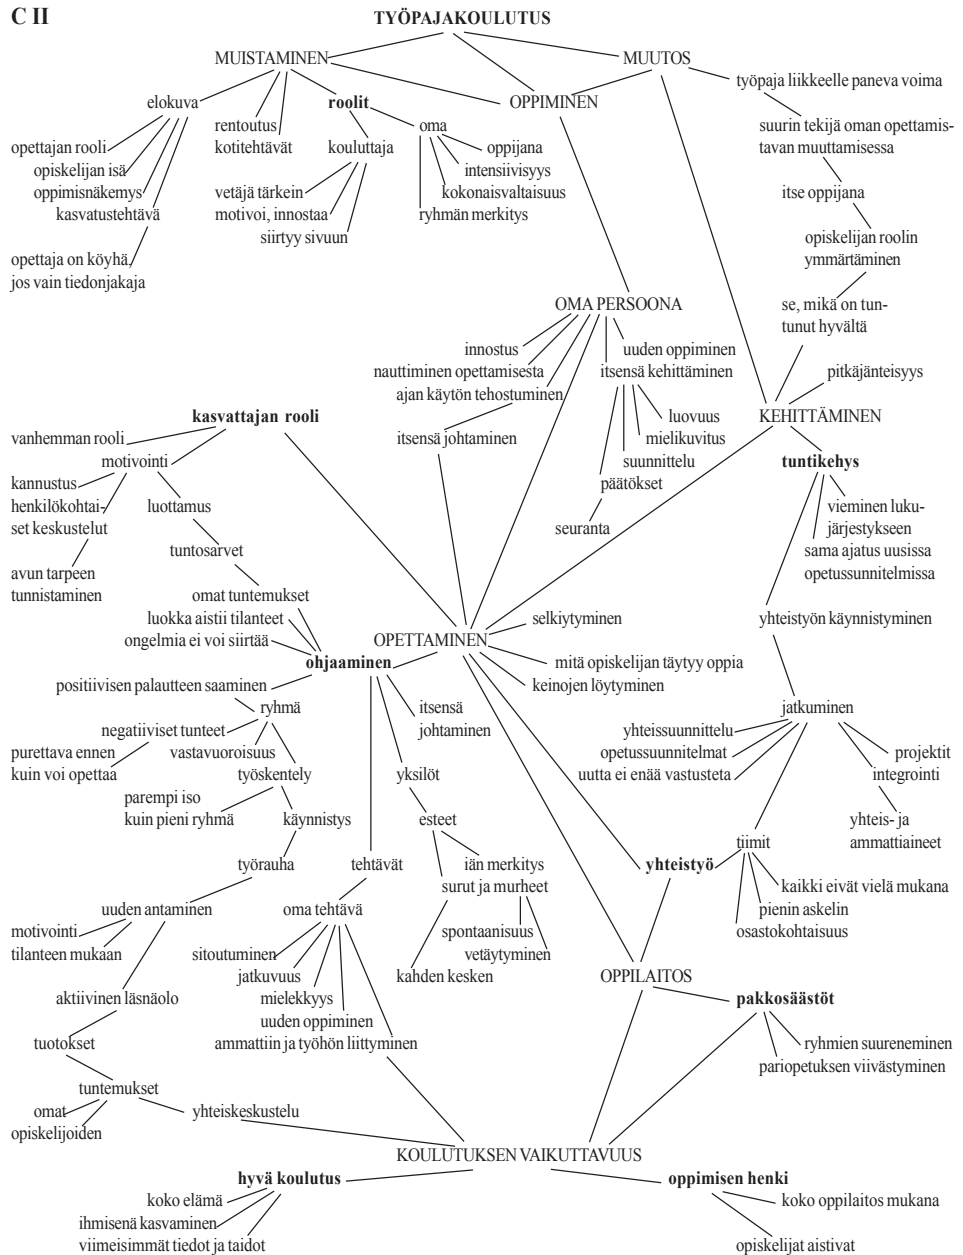 C II
TYÖPAJAKOULUTUS
MUISTAMINEN
MUUTOS
työpaja liikkeelle paneva voima
elokuva
roolit
OPPIMINEN
rentoutus
kotitehtävät
oma
suurin tekijä oman opettamis-
tavan muuttamisessa
opettajan rooli
opiskelijan isä
oppimisnäkemys
kasvatustehtävä
kouluttaja
oppijana
intensiivisyys
kokonaisvaltaisuus
ryhmän merkitys
vetäjä tärkein
motivoi, innostaa
siirtyy sivuun
itse oppijana
opettaja on köyhä,
jos vain tiedonjakaja
opiskelijan roolin
ymmärtäminen
OMA PERSOONA
se, mikä on tun-
tunut hyvältä
innostus
nauttiminen opettamisesta
ajan käytön tehostuminen
uuden oppiminen
itsensä kehittäminen
pitkäjänteisyys
kasvattajan rooli
luovuus
mielikuvitus
suunnittelu
päätökset
KEHITTÄMINEN
vanhemman rooli
itsensä johtaminen
motivointi
tuntikehys
kannustus
henkilökohtai-
set keskustelut
luottamus
seuranta
vieminen luku-
järjestykseen
sama ajatus uusissa
opetussunnitelmissa
tuntosarvet
avun tarpeen
tunnistaminen
omat tuntemukset
luokka aistii tilanteet
ongelmia ei voi siirtää
OPETTAMINEN
selkiytyminen
yhteistyön käynnistyminen
ohjaaminen
mitä opiskelijan täytyy oppia
keinojen löytyminen
positiivisen palautteen saaminen
ryhmä
itsensä
johtaminen
jatkuminen
negatiiviset tunteet
vastavuoroisuus
purettava ennen
kuin voi opettaa
yhteissuunnittelu
opetussuunnitelmat
uutta ei enää vastusteta
projektit
integrointi
työskentely
yksilöt
parempi iso
kuin pieni ryhmä
käynnistys
esteet
yhteis- ja
ammattiaineet
tiimit
työrauha
tehtävät
iän merkitys
surut ja murheet
yhteistyö
kaikki eivät vielä mukana
pienin askelin
osastokohtaisuus
uuden antaminen
oma tehtävä
motivointi
tilanteen mukaan
spontaanisuus
vetäytyminen
sitoutuminen
jatkuvuus
mielekkyys
uuden oppiminen
ammattiin ja työhön liittyminen
kahden kesken
OPPILAITOS
aktiivinen läsnäolo
pakkosäästöt
tuotokset
ryhmien suureneminen
pariopetuksen viivästyminen
tuntemukset
omat
opiskelijoiden
yhteiskeskustelu
KOULUTUKSEN VAIKUTTAVUUS
hyvä koulutus
oppimisen henki
koko elämä
ihmisenä kasvaminen
viimeisimmät tiedot ja taidot
koko oppilaitos mukana
opiskelijat aistivat